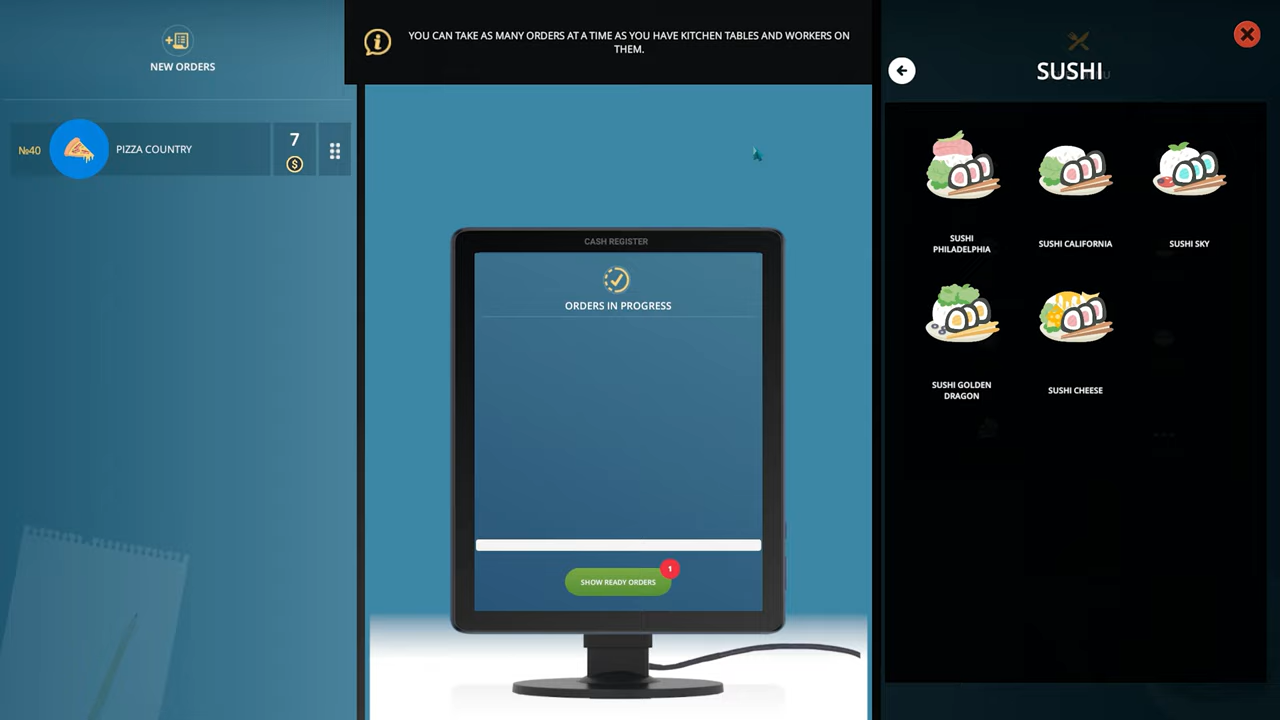 NEW ORDERS
№40
PIZZA COUNTRY
7
YOU CAN TAKE AS MANY ORDERS AT A TIME AS YOU HAVE KITCHEN TABLES AND WORKERS ON
THEM.
CASH REGISTER
ORDERS IN PROGRESS
SHOW READY ORDERS
1
SUSHI
SUSHI
PHILADELPHIA
SUSHI CALIFORNIA
SUSHI SKY
SUSHI GOLDEN
DRAGON
SUSHI CHEESE